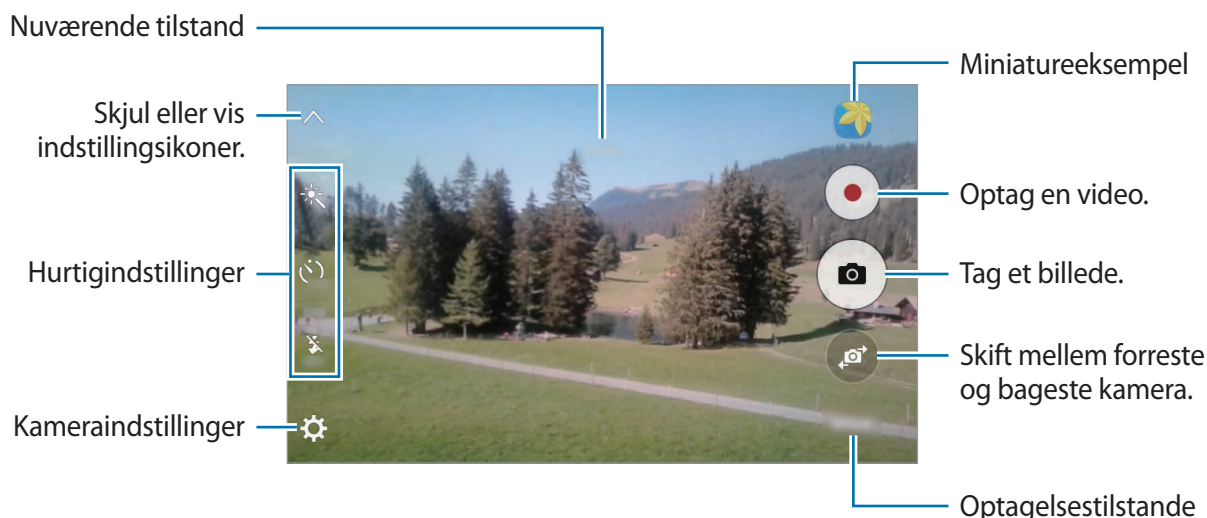 Nuværende tilstand
Skjul eller vis
indstillingsikoner.
Hurtigindstillinger
Kameraindstillinger
Miniatureeksempel
Optag en video.
Tag et billede.
Skift mellem forreste
og bageste kamera.
Optagelsestilstande